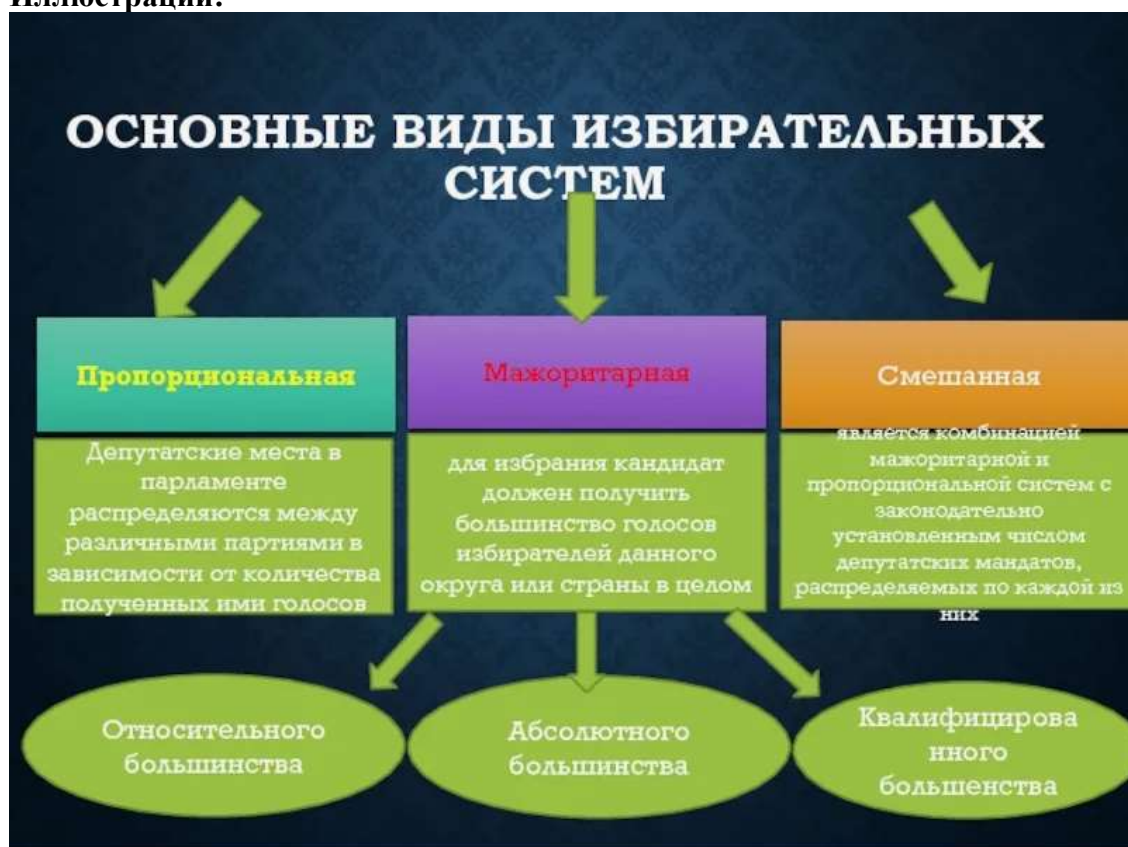 Иллюстрации:
ОСНОВНЫЕ ВИДЫ ИЗБИРАТЕЛЬНЫХ
СИСТЕМ
Пропорциональная
Депутатские места в
парламенте
распределяются между
различными партиями в
зависимости от количества
полученных ими голосов
Мажоритарная
для избрания кандидат
должен получить
большинство голосов
избирателей данного
округа или страны в целом
Смешанная
является комбинацией
мажоритарной и
пропорциональной систем с
законодательно
установленным числом
депутатских мандатов,
распределяемых по каждой из
них
Относительного
большинства
Абсолютного
большинства
Квалифицирова
нного
большенства